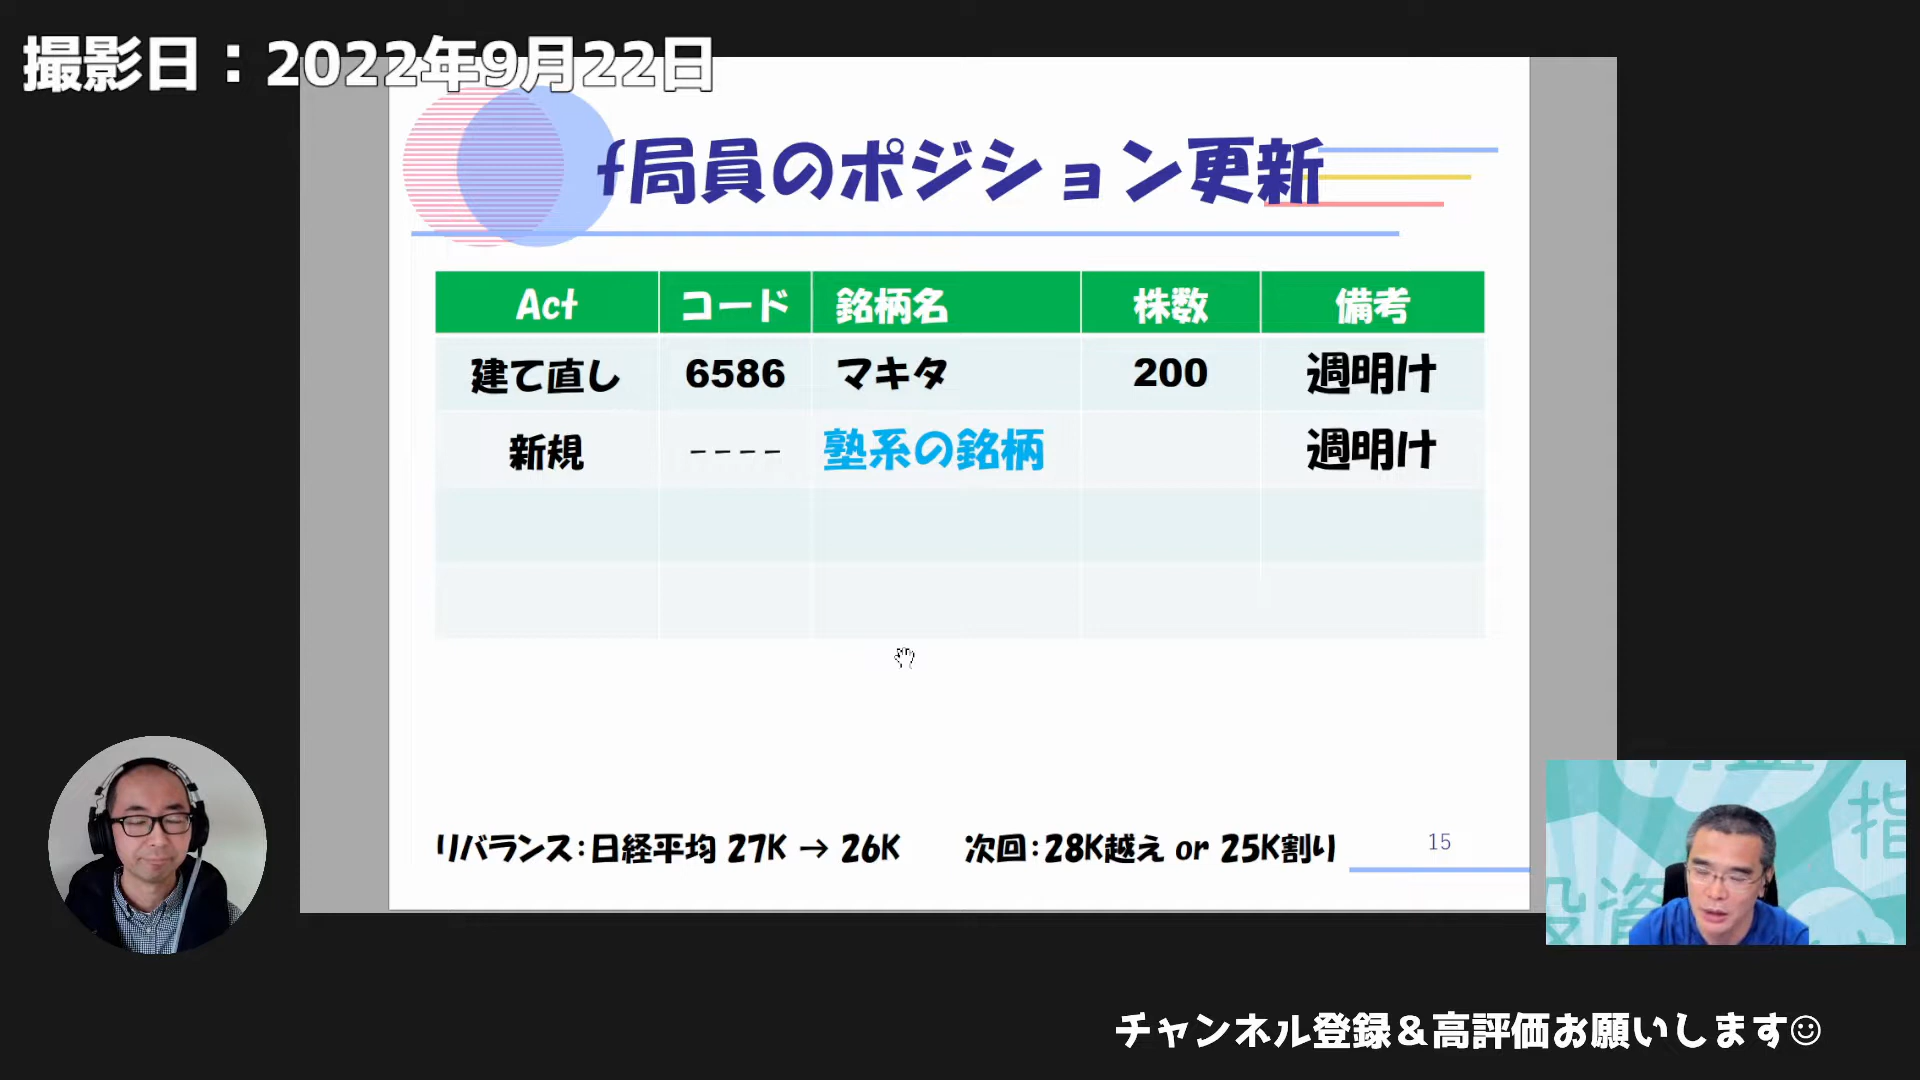 撮影日：2022年9月22日
f局員のポジション更新
Act コード 銘柄名 株数 備考
建て直し 6586 マキタ 200 週明け
新規 ---- 塾系の銘柄 週明け
リバランス：日経平均 27K → 26K 次回：28K越え or 25K割り
15
指
投資
チャンネル登録＆高評価お願いします☺